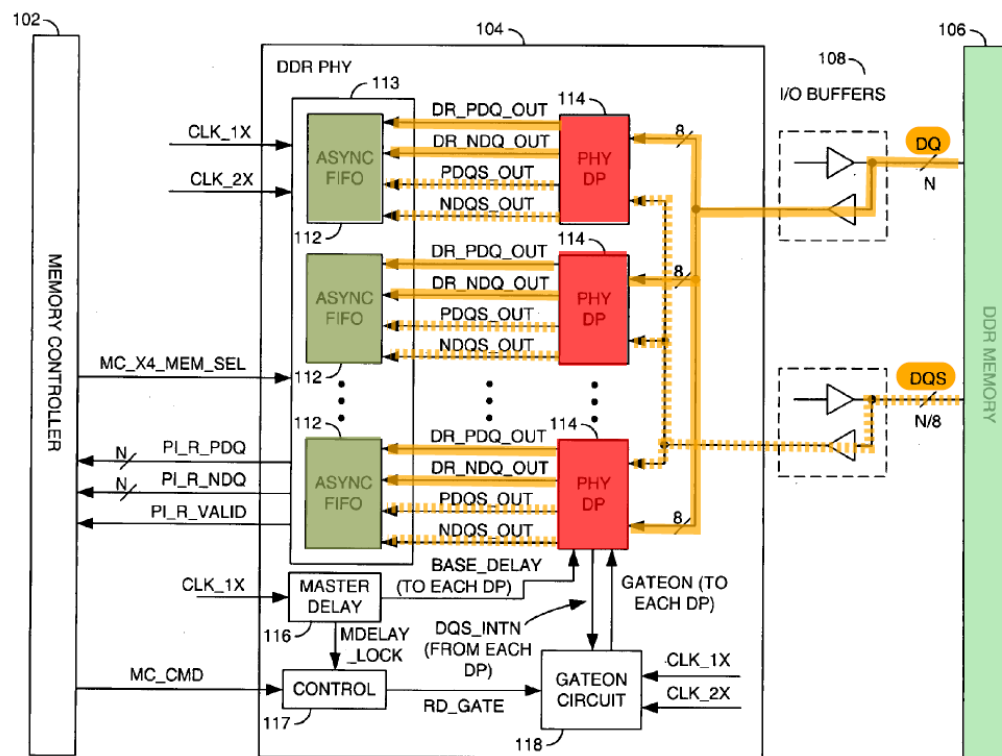 102
104
106
DDR PHY
108
I/O BUFFERS
113
112
114
CLK_1X
CLK_2X
ASYNC
FIFO
DR_PDQ_OUT
DR_NDQ_OUT
PDQS_OUT
NDQS_OUT
PHY
DP
8
DQ
N
112
114
ASYNC
FIFO
DR_PDQ_OUT
DR_NDQ_OUT
PDQS_OUT
NDQS_OUT
PHY
DP
8
MEMORY CONTROLLER
DDR MEMORY
MC_X4_MEM_SEL
112
DQS
N/8
112
114
ASYNC
FIFO
DR_PDQ_OUT
DR_NDQ_OUT
PDQS_OUT
NDQS_OUT
PHY
DP
8
N
PI_R_PDQ
N
PI_R_NDQ
PI_R_VALID
CLK_1X
MASTER
DELAY
116
BASE_DELAY
(TO EACH DP)
GATEON (TO
EACH DP)
MDELAY
_LOCK
DQS_INTN
(FROM EACH
DP)
MC_CMD
CONTROL
117
RD_GATE
GATEON
CIRCUIT
118
CLK_1X
CLK_2X